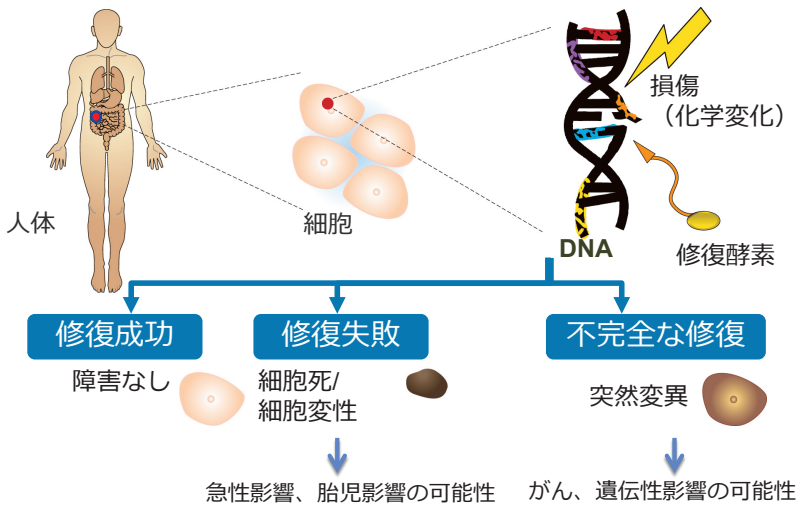 損傷
（化学変化）
人体
細胞
DNA
修復酵素
修復成功
修復失敗
不完全な修復
障害なし
細胞死/
細胞変性
突然変異
急性影響、胎児影響の可能性
がん、遺伝性影響の可能性